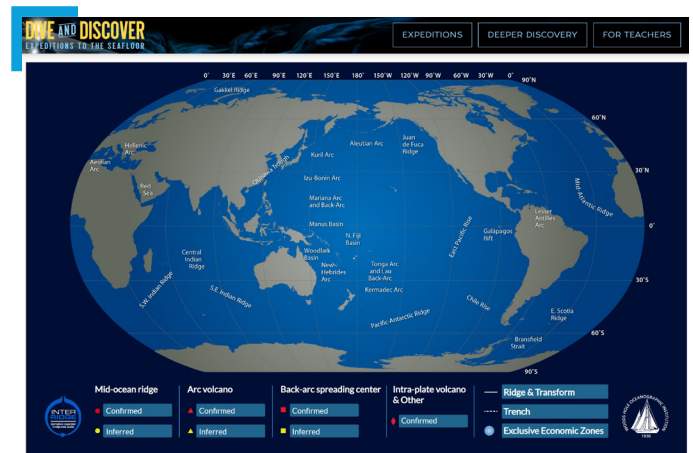 DIVE AND DISCOVER
EXPEDITIONS TO THE SEAFLOOR
EXPEDITIONS
DEEPER DISCOVERY
FOR TEACHERS
0° 30˚E 60˚E 90˚E 120˚E 150˚E 180˚ 150˚W 120˚W 90˚W 60˚W 30˚W 0˚
90˚N
Gakkel Ridge
60˚N
Aleutian Arc
Juan
de Fuca
Ridge
Hellenic
Arc
Kuril Arc
Aeolian
Arc
Okinawa Trough
30˚N
Izu-Bonin Arc
Red
Sea
Mid-Atlantic Ridge
Mariana Arc
and Back-Arc
Lesser
Antilles
Arc
Manus Basin
0˚
East Pacific Rise
Galápagos
Rift
N. Fiji
Basin
Woodlark
Basin
Central
Indian
Ridge
New
Hebrides
Arc
Tonga Arc
and Lau
Back-Arc
S.W. Indian Ridge
S.E. Indian Ridge
Kermadec Arc
30˚S
Chile Rise
Pacific-Antarctic Ridge
E. Scotia
Ridge
60˚S
Bransfield
Strait
90˚S
Mid-ocean ridge
Confirmed
Inferred
Arc volcano
Confirmed
Inferred
Back-arc spreading center
Confirmed
Inferred
Intra-plate volcano
& Other
Confirmed
Ridge & Transform
Trench
Exclusive Economic Zones
INTER
RIDGE
WOODS HOLE OCEANOGRAPHIC INSTITUTION
1930